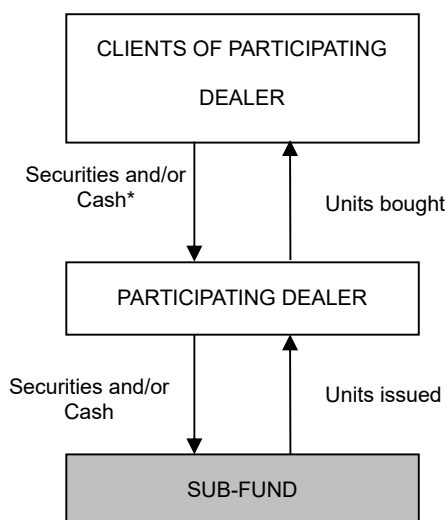 CLIENTS OF PARTICIPATING
DEALER
Securities and/or
Cash*
Units bought
PARTICIPATING DEALER
Securities and/or
Cash
Units issued
SUB-FUND